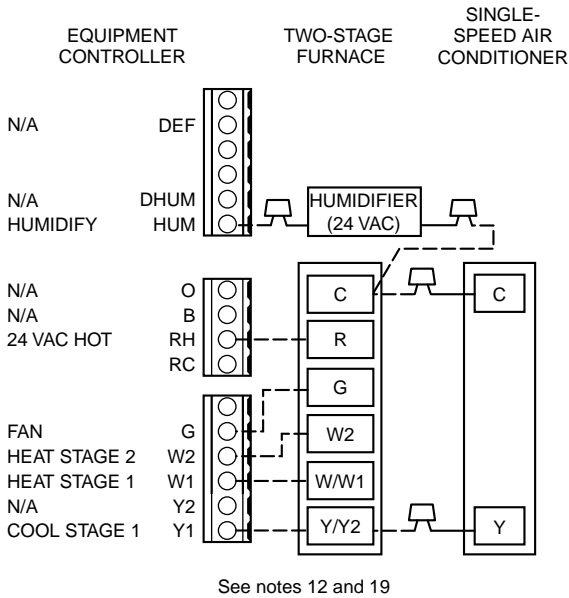 EQUIPMENT
CONTROLLER
TWO-STAGE
FURNACE
SINGLE-
SPEED AIR
CONDITIONER
N/A DEF
N/A DHUM
HUMIDIFY HUM
HUMIDIFIER
(24 VAC)
N/A O
N/A B
24 VAC HOT RH
RC
FAN G
HEAT STAGE 2 W2
HEAT STAGE 1 W1
N/A Y2
COOL STAGE 1 Y1
C
R
G
W2
W/W1
Y/Y2
C
Y
See notes 12 and 19